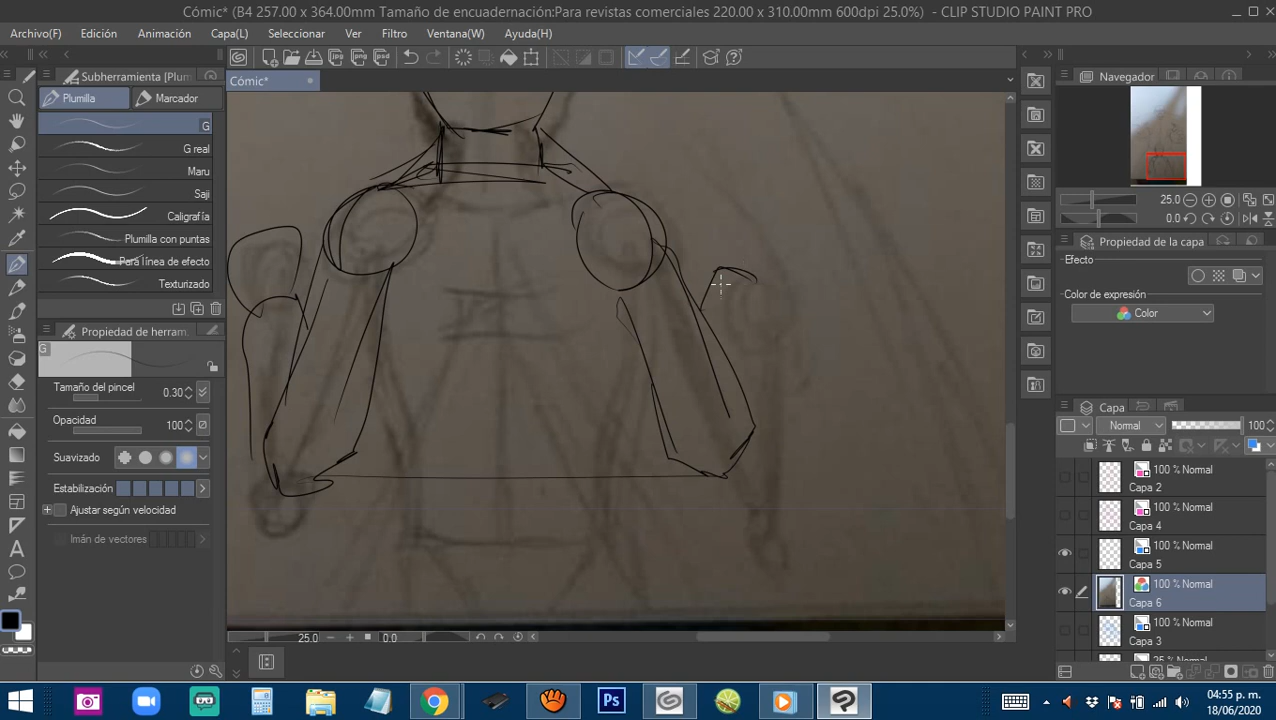 Cómic* (B4 257.00 x 364.00mm Tamaño de encuadernación:Para revistas comerciales 220.00 x 310.00mm 600dpi 25.0%) - CLIP STUDIO PAINT PRO
Archivo(F) Edición Animación Capa(L) Seleccionar Ver Filtro Ventana(W) Ayuda(H)
Subherramienta [Plum
Cómic*
Plumilla Marcador
G
G real
Maru
Saji
Caligrafía
Plumilla con puntas
Para línea de efecto
Texturizado
Propiedad de herram
G
Tamaño del pincel 0.30
Opacidad 100
Suavizado
Estabilización
Ajustar según velocidad
Imán de vectores
Navegador
25.0
0.0
Propiedad de la capa
Efecto
Color de expresión
Color
Capa
Normal 100
100 % Normal
Capa 2
100 % Normal
Capa 4
100 % Normal
Capa 5
100 % Normal
Capa 6
100 % Normal
Capa 3
25 % Normal
25.0 0.0
Ps
04:55 p. m.
18/06/2020